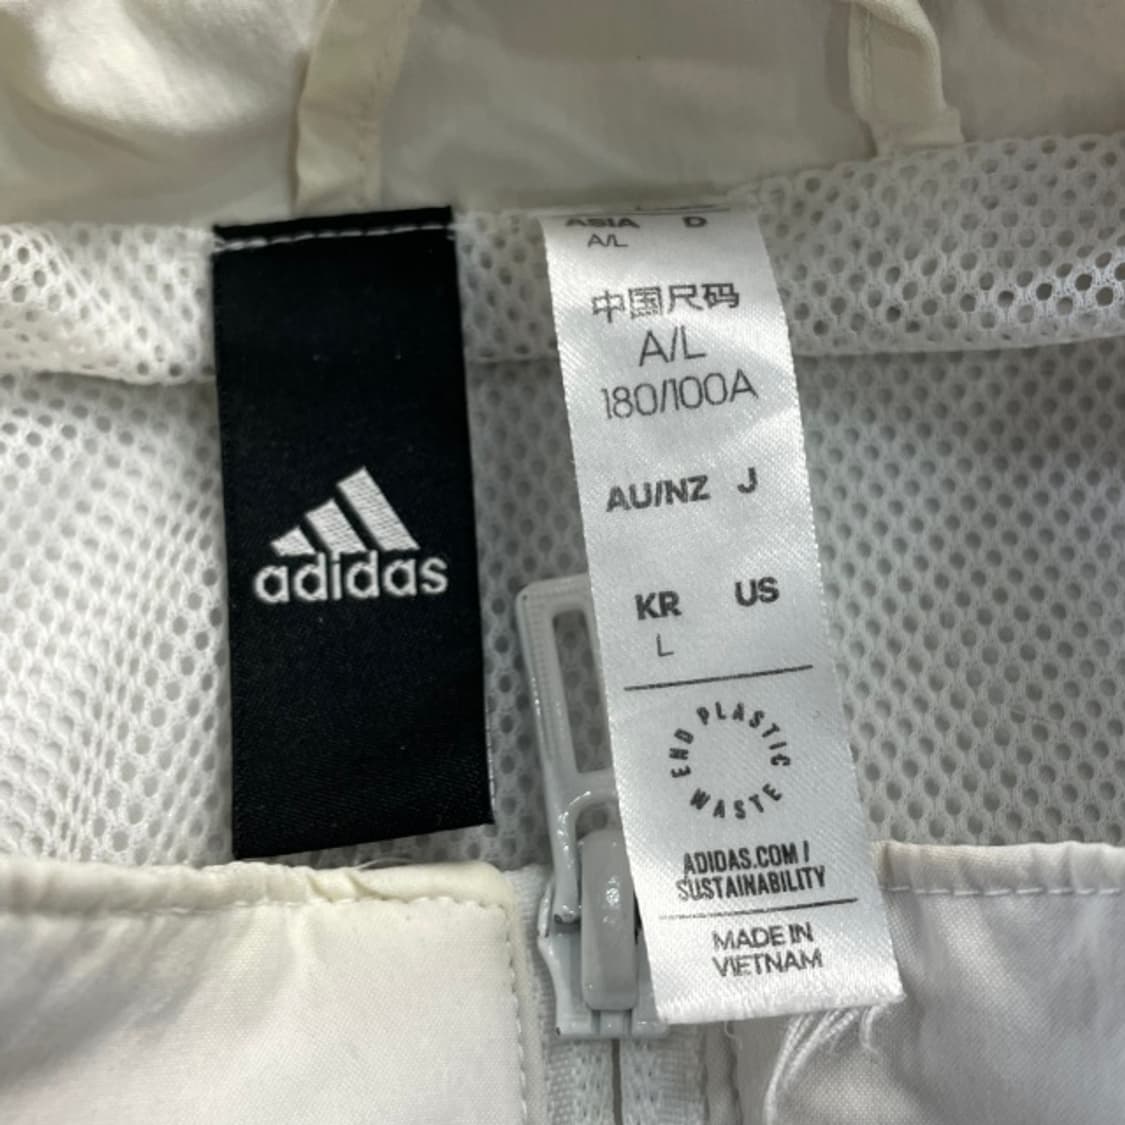 adidas
ASIA D
A/L
中国尺码
A/L
180/100A
AU/NZ J
KR US
L
END PLASTIC WASTE
ADIDAS.COM /
SUSTAINABILITY
MADE IN
VIETNAM